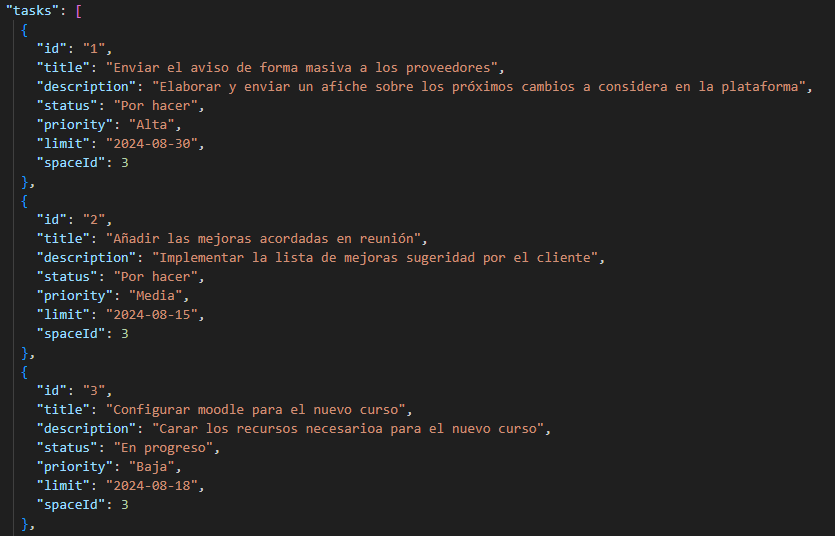 "tasks": [
{
"id": "1",
"title": "Enviar el aviso de forma masiva a los proveedores",
"description": "Elaborar y enviar un afiche sobre los próximos cambios a considera en la plataforma",
"status": "Por hacer",
"priority": "Alta",
"limit": "2024-08-30",
"spaceId": 3
},
{
"id": "2",
"title": "Añadir las mejoras acordadas en reunión",
"description": "Implementar la lista de mejoras sugeridad por el cliente",
"status": "Por hacer",
"priority": "Media",
"limit": "2024-08-15",
"spaceId": 3
},
{
"id": "3",
"title": "Configurar moodle para el nuevo curso",
"description": "Carar los recursos necesarioa para el nuevo curso",
"status": "En progreso",
"priority": "Baja",
"limit": "2024-08-18",
"spaceId": 3
},